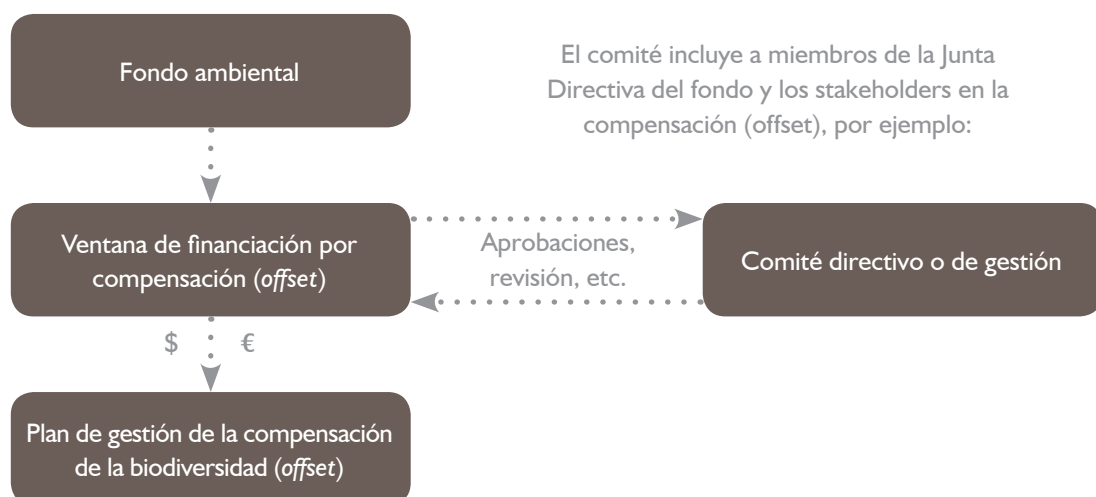 Fondo ambiental
El comité incluye a miembros de la Junta
Directiva del fondo y los stakeholders en la
compensación (offset), por ejemplo:
Ventana de financiación por
compensación (offset)
Aprobaciones,
revisión, etc.
Comité directivo o de gestión
$ €
Plan de gestión de la compensación
de la biodiversidad (offset)